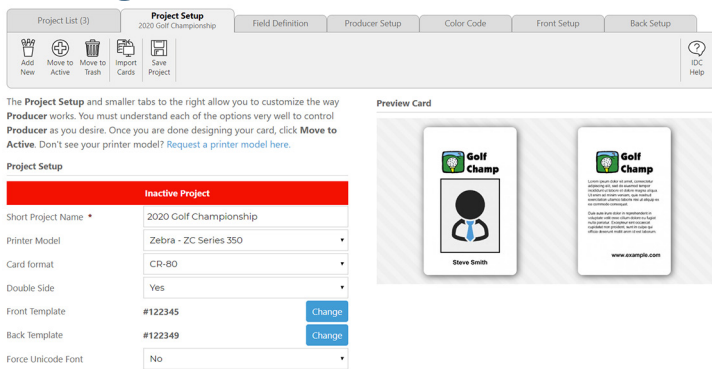 Project List (3)
Project Setup
2020 Golf Championship
Field Definition
Producer Setup
Color Code
Front Setup
Back Setup
Add New
Move to Active
Move to Trash
Import Cards
Save Project
IDC Help
The Project Setup and smaller tabs to the right allow you to customize the way
Producer works. You must understand each of the options very well to control
Producer as you desire. Once you are done designing your card, click Move to
Active. Don't see your printer model? Request a printer model here.
Project Setup
Inactive Project
Short Project Name * 2020 Golf Championship
Printer Model Zebra - ZC Series 350
Card format CR-80
Double Side Yes
Front Template #122345 Change
Back Template #122349 Change
Force Unicode Font No
Preview Card
Golf
Champ
Steve Smith
Golf
Champ
www.example.com